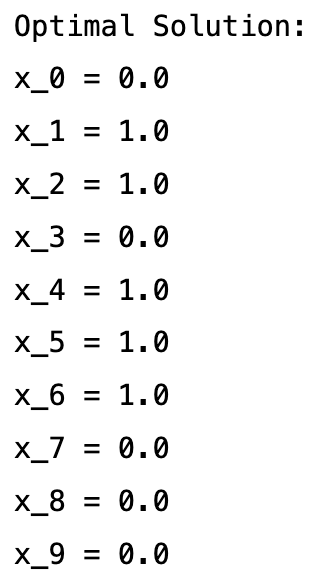 Optimal Solution:
x_0 = 0.0
x_1 = 1.0
x_2 = 1.0
x_3 = 0.0
x_4 = 1.0
x_5 = 1.0
x_6 = 1.0
x_7 = 0.0
x_8 = 0.0
x_9 = 0.0